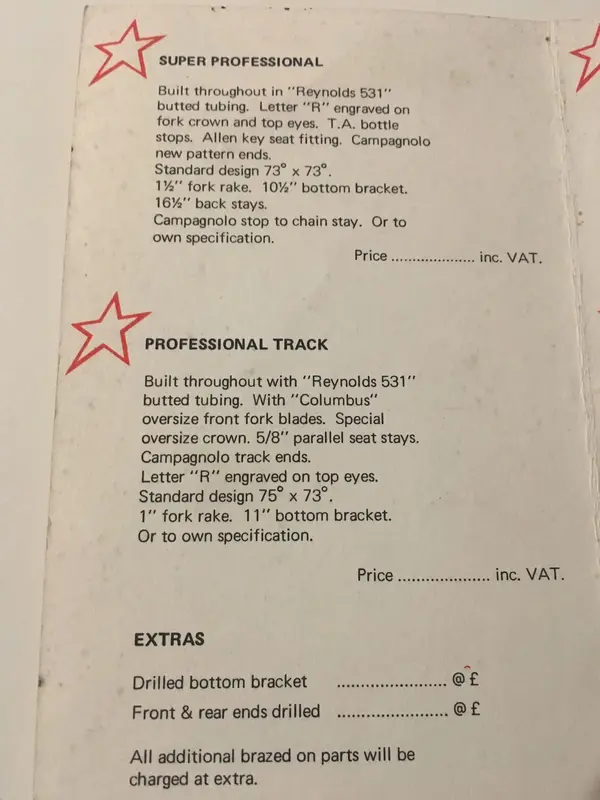 SUPER PROFESSIONAL
Built throughout in "Reynolds 531"
butted tubing. Letter "R" engraved on
fork crown and top eyes. T.A. bottle
stops. Allen key seat fitting. Campagnolo
new pattern ends.
Standard design 73° x 73°.
1½" fork rake. 10½" bottom bracket.
16½" back stays.
Campagnolo stop to chain stay. Or to
own specification.
Price .................... inc. VAT.
PROFESSIONAL TRACK
Built throughout with "Reynolds 531"
butted tubing. With "Columbus"
oversize front fork blades. Special
oversize crown. 5/8" parallel seat stays.
Campagnolo track ends.
Letter "R" engraved on top eyes.
Standard design 75° x 73°.
1" fork rake. 11" bottom bracket.
Or to own specification.
Price .................... inc. VAT.
EXTRAS
Drilled bottom bracket ........................ @ £
Front & rear ends drilled ........................ @ £
All additional brazed on parts will be
charged at extra.